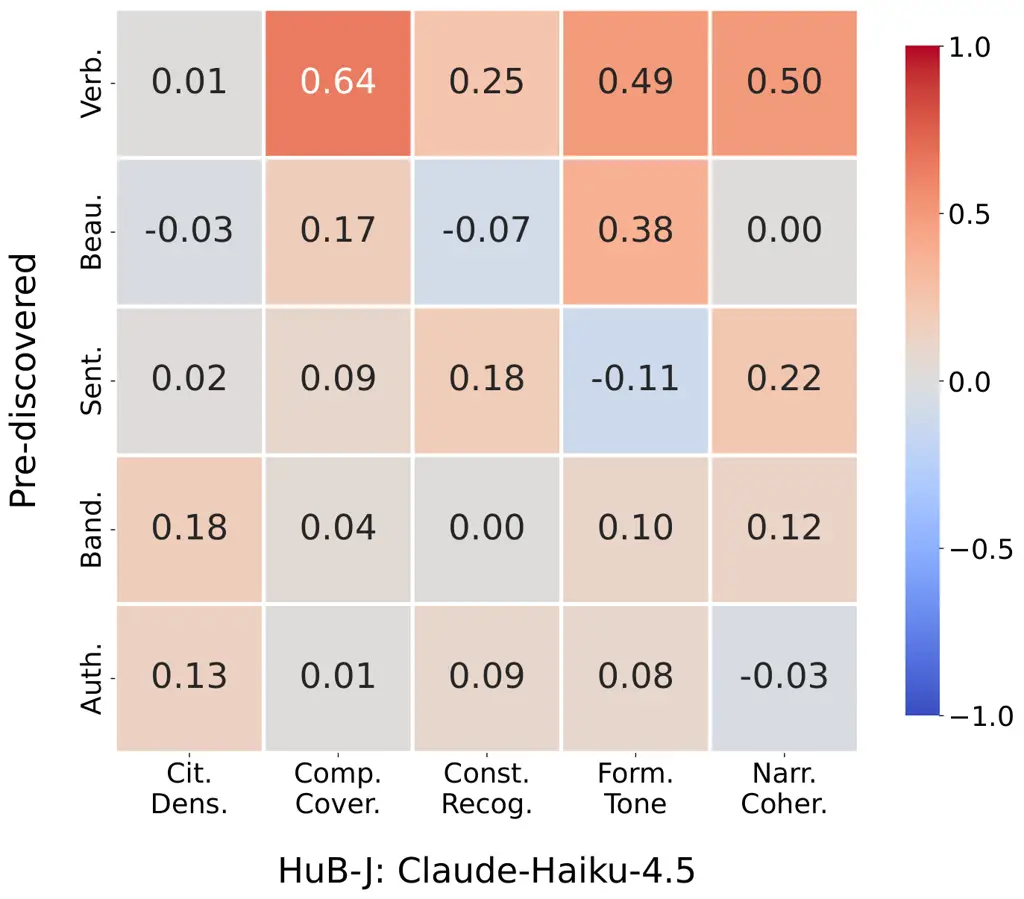 Pre-discovered
Verb.
0.01 0.64 0.25 0.49 0.50
Beau.
-0.03 0.17 -0.07 0.38 0.00
Sent.
0.02 0.09 0.18 -0.11 0.22
Band.
0.18 0.04 0.00 0.10 0.12
Auth.
0.13 0.01 0.09 0.08 -0.03
Cit.
Dens.
Comp.
Cover.
Const.
Recog.
Form.
Tone
Narr.
Coher.
HuB-J: Claude-Haiku-4.5
1.0
0.5
0.0
−0.5
−1.0